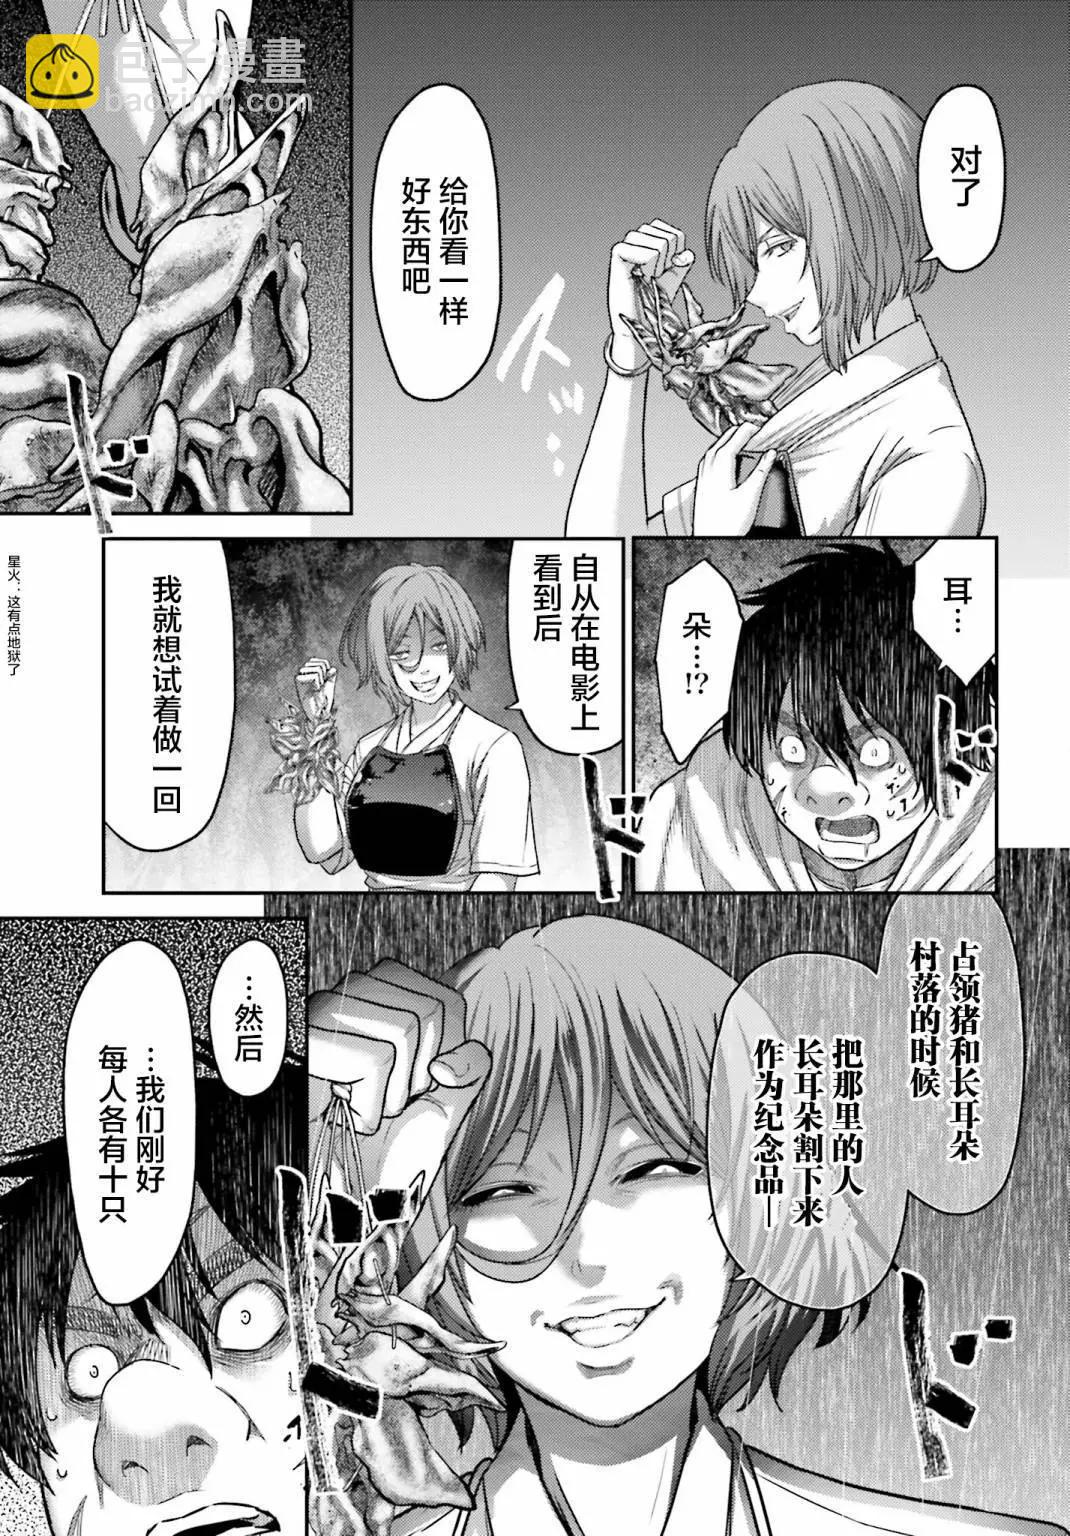 包子漫畫
baozimh.com
对了
给你看一样
好东西吧
耳…
朵…!?
自从在电影上
看到后
我就想试着做一回
星火：这有点地狱了
占领猪和长耳朵
村落的时候
把那里的人
长耳朵割下来
作为纪念品—
…然后
…我们刚好
每人各有十只